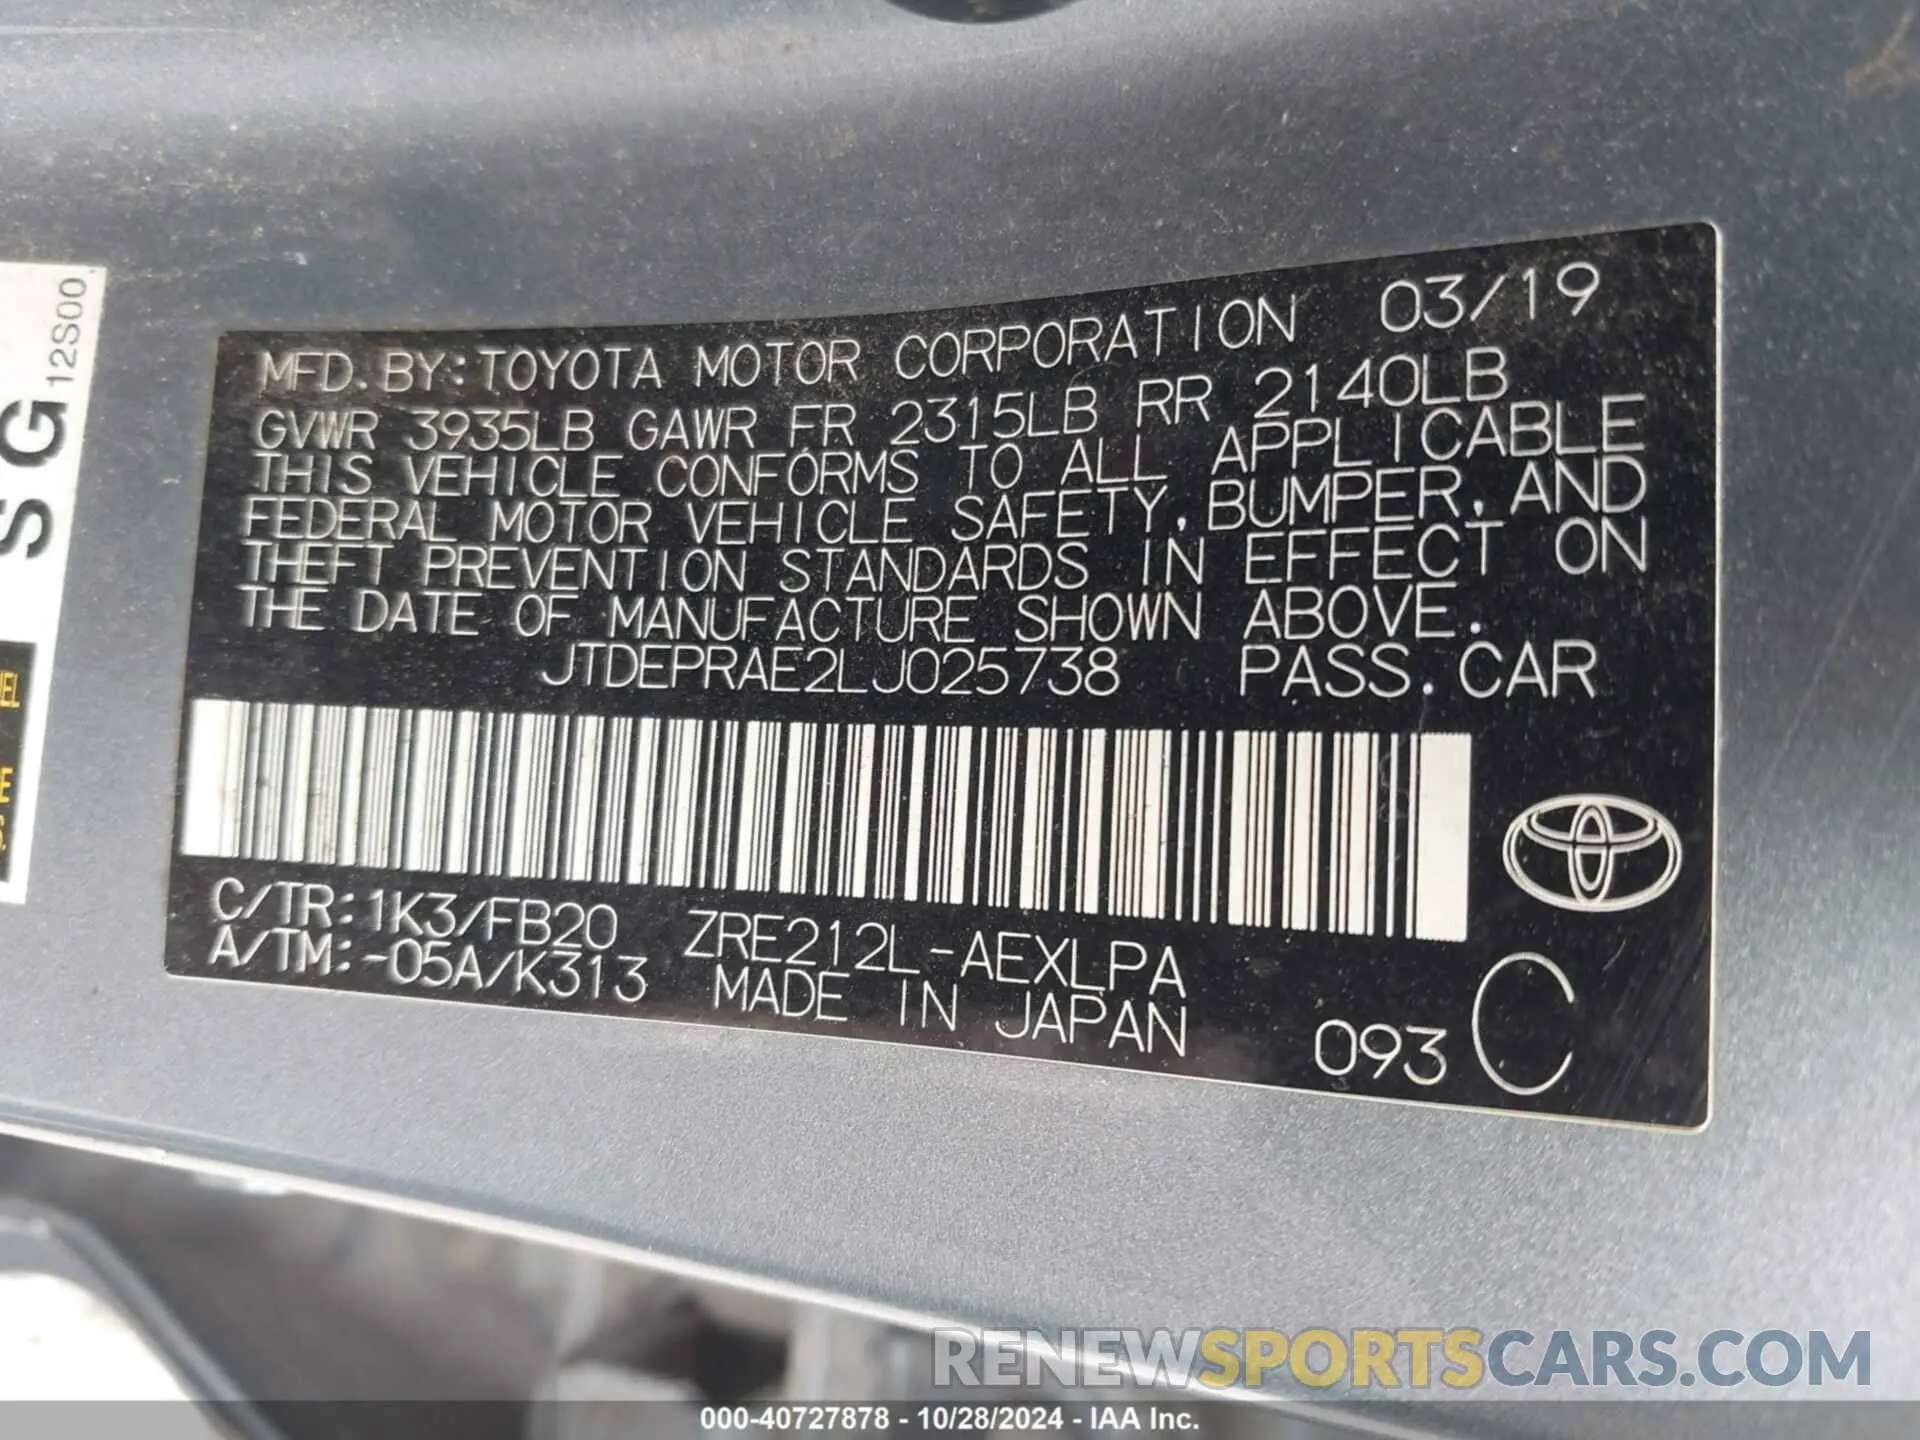 12S00
S G
MFD. BY: TOYOTA MOTOR CORPORATION 03/19
GVWR 3935LB GAWR FR 2315LB RR 2140LB
THIS VEHICLE CONFORMS TO ALL APPLICABLE
FEDERAL MOTOR VEHICLE SAFETY, BUMPER, AND
THEFT PREVENTION STANDARDS IN EFFECT ON
THE DATE OF MANUFACTURE SHOWN ABOVE.
JTDEPRAE2LJ025738 PASS. CAR
C/TR: 1K3/FB20 ZRE212L-AEXLPA
A/TM: -05A/K313 MADE IN JAPAN
093 C
RENEWSPORTSCARS.COM
000-40727878 - 10/28/2024 - IAA Inc.